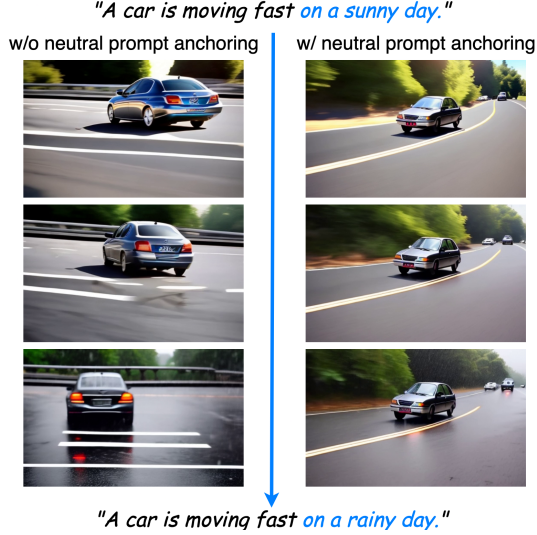 "A car is moving fast on a sunny day."
w/o neutral prompt anchoring
w/ neutral prompt anchoring
"A car is moving fast on a rainy day."